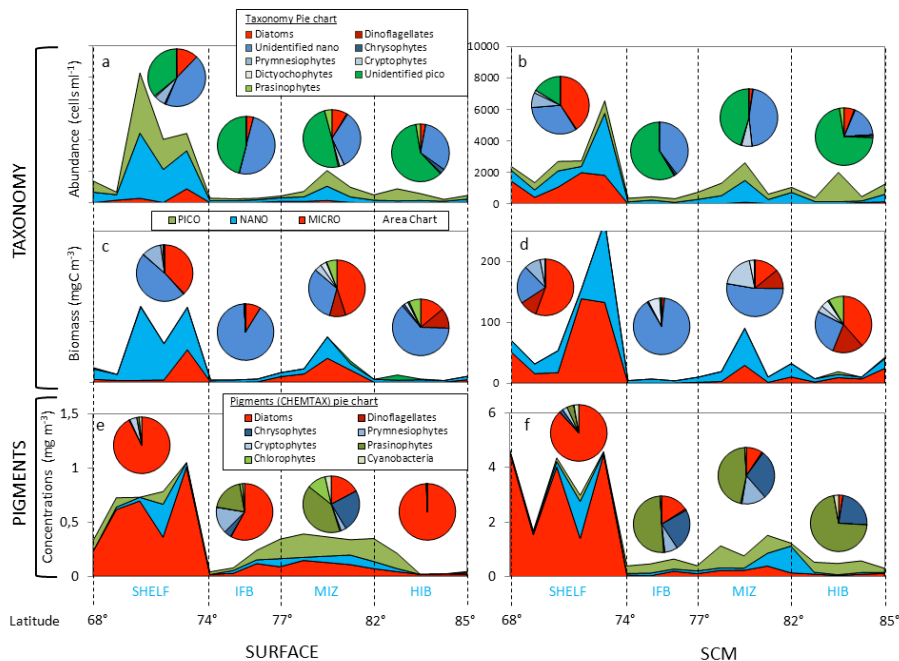 Taxonomy Pie chart
Diatoms Dinoflagellates
Unidentified nano Chrysophytes
Prymnesiophytes Cryptophytes
Dictyochophytes Unidentified pico
Prasinophytes
a
b
10000
8000
6000
4000
2000
0
Abundance (cells ml-1)
TAXONOMY
PICO NANO MICRO Area Chart
c
d
200
100
0
Biomass (mgC m-3)
Pigments (CHEMTAX) pie chart
Diatoms Dinoflagellates
Chrysophytes Prymnesiophytes
Cryptophytes Prasinophytes
Chlorophytes Cyanobacteria
e
f
1,5
1
0,5
0
6
4
2
0
Concentrations (mg m-3)
PIGMENTS
SHELF IFB MIZ HIB SHELF IFB MIZ HIB
Latitude 68° 74° 77° 82° 85° 68° 74° 77° 82° 85°
SURFACE SCM